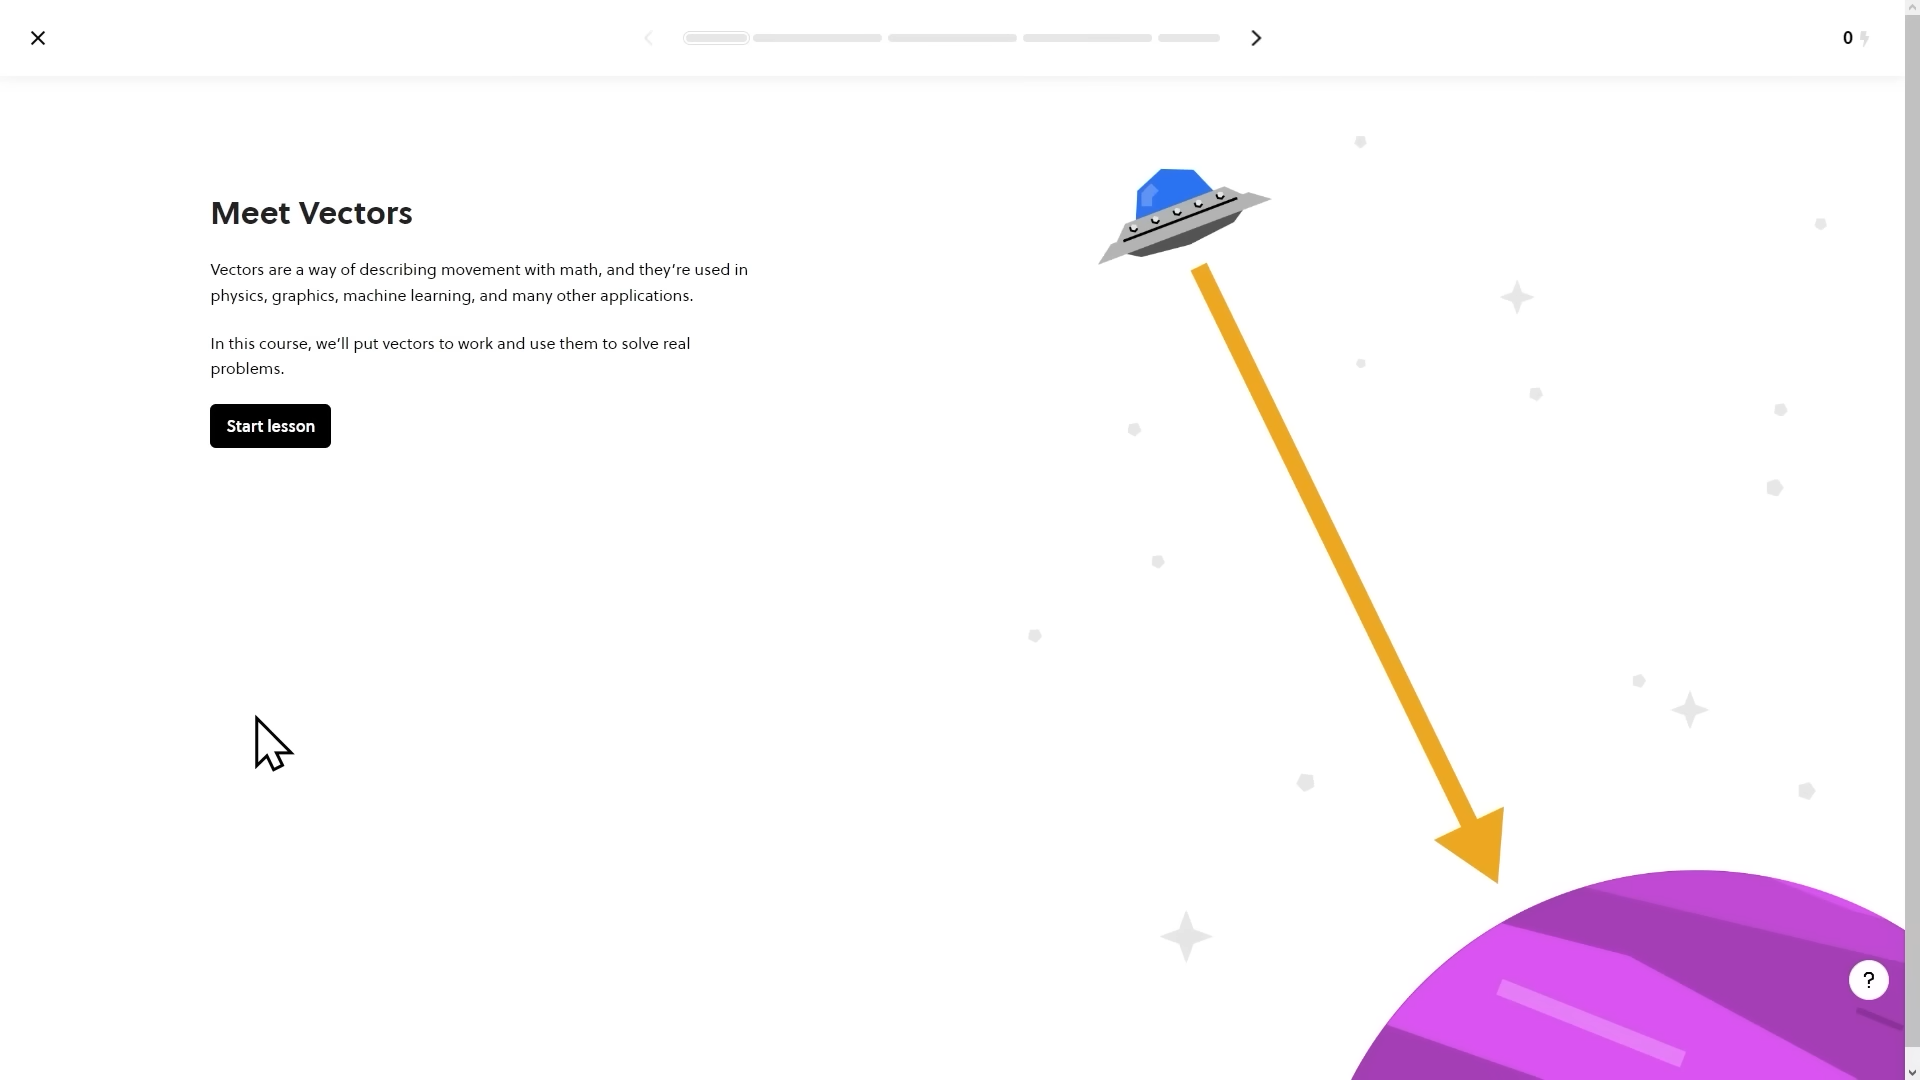 0
Meet Vectors
Vectors are a way of describing movement with math, and they’re used in
physics, graphics, machine learning, and many other applications.
In this course, we’ll put vectors to work and use them to solve real
problems.
Start lesson
?